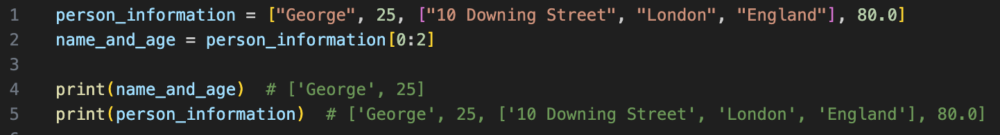 1 person_information = ["George", 25, ["10 Downing Street", "London", "England"], 80.0]
2 name_and_age = person_information[0:2]
3
4 print(name_and_age)  # ['George', 25]
5 print(person_information)  # ['George', 25, ['10 Downing Street', 'London', 'England'], 80.0]